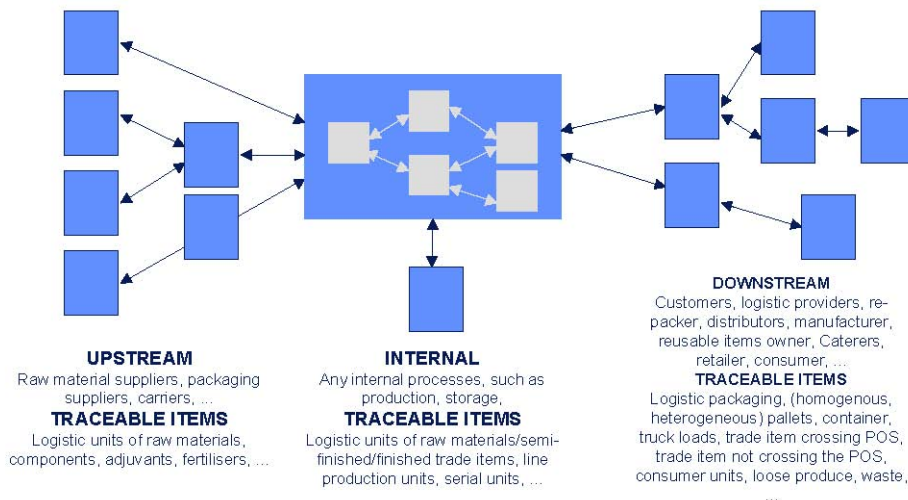 UPSTREAM
Raw material suppliers, packaging
suppliers, carriers, ...
TRACEABLE ITEMS
Logistic units of raw materials,
components, adjuvants, fertilisers, ...
INTERNAL
Any internal processes, such as
production, storage,
TRACEABLE ITEMS
Logistic units of raw materials/semi-
finished/finished trade items, line
production units, serial units, ...
DOWNSTREAM
Customers, logistic providers, re-
packer, distributors, manufacturer,
reusable items owner, Caterers,
retailer, consumer, ...
TRACEABLE ITEMS
Logistic packaging, (homogenous,
heterogeneous) pallets, container,
truck loads, trade item crossing POS,
trade item not crossing the POS,
consumer units, loose produce, waste,
...